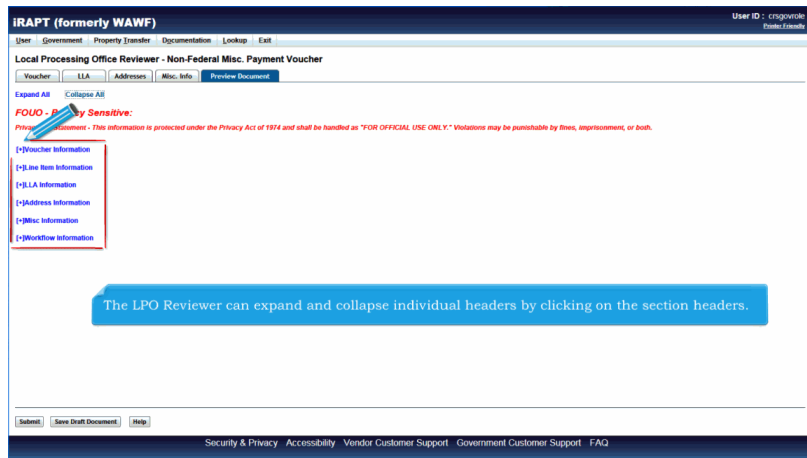 iRAPT (formerly WAWF)
User ID : crsgovrole
Printer Friendly
User Government Property Transfer Documentation Lookup Exit
Local Processing Office Reviewer - Non-Federal Misc. Payment Voucher
Voucher LLA Addresses Misc. Info Preview Document
Expand All Collapse All
FOUO - Sensitive:
Statement - This information is protected under the Privacy Act of 1974 and shall be handled as "FOR OFFICIAL USE ONLY." Violations may be punishable by fines, imprisonment, or both.
[+]Voucher Information
[+]Line Item Information
[+]LLA Information
[+]Address Information
[+]Misc Information
[+]Workflow Information
The LPO Reviewer can expand and collapse individual headers by clicking on the section headers.
Submit Save Draft Document Help
Security & Privacy Accessibility Vendor Customer Support Government Customer Support FAQ